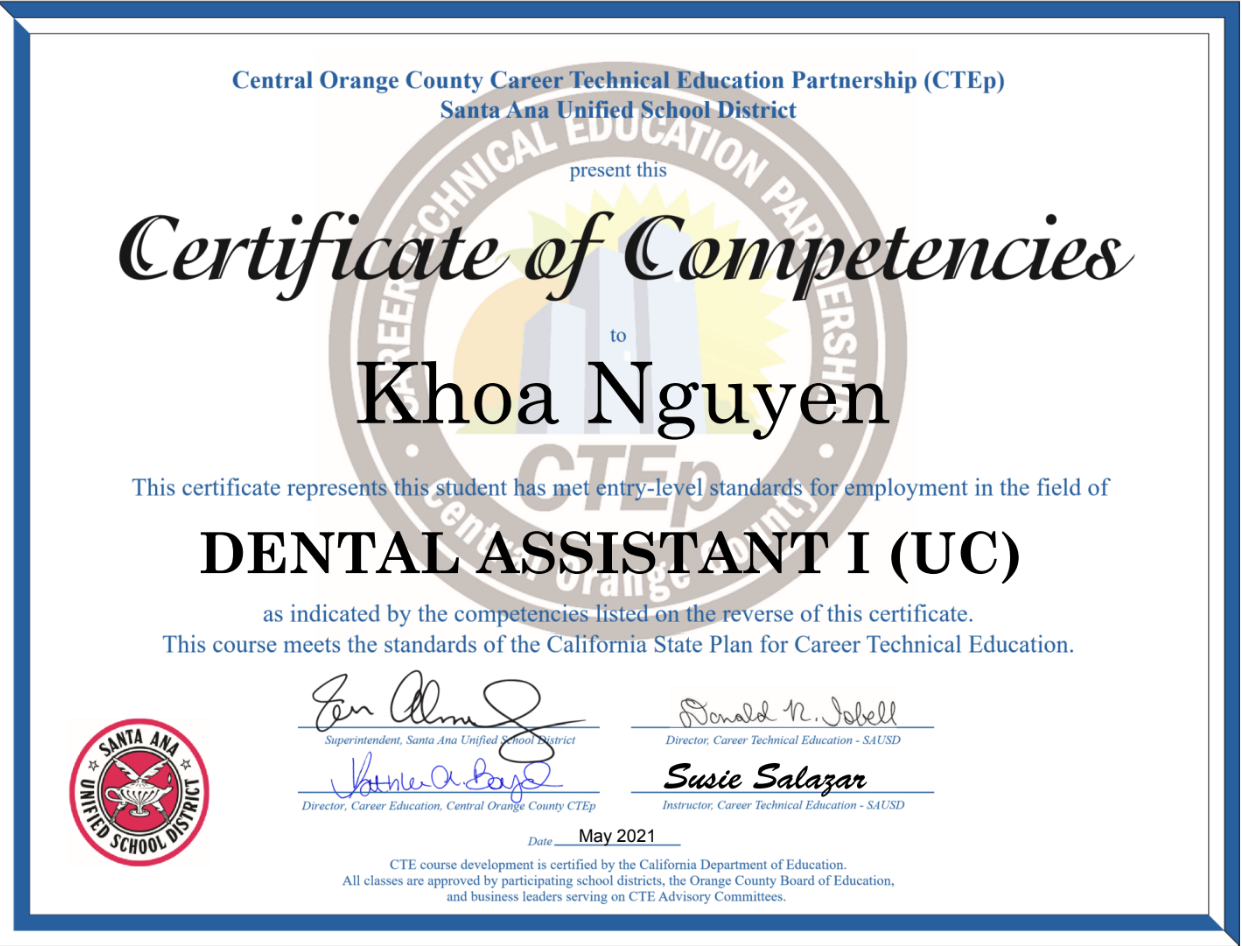 Central Orange County Career Technical Education Partnership (CTEp)
Santa Ana Unified School District
present this
Certificate of Competencies
to
Khoa Nguyen
This certificate represents this student has met entry-level standards for employment in the field of
DENTAL ASSISTANT I (UC)
as indicated by the competencies listed on the reverse of this certificate.
This course meets the standards of the California State Plan for Career Technical Education.
Superintendent, Santa Ana Unified School District
Donald R. Isbell
Director, Career Technical Education - SAUSD
Director, Career Education, Central Orange County CTEp
Susie Salazar
Instructor, Career Technical Education - SAUSD
Date May 2021
CTE course development is certified by the California Department of Education.
All classes are approved by participating school districts, the Orange County Board of Education,
and business leaders serving on CTE Advisory Committees.
SANTA ANA
UNIFIED SCHOOL DISTRICT
CAREER TECHNICAL EDUCATION PARTNERSHIP
CTEp
Central Orange County